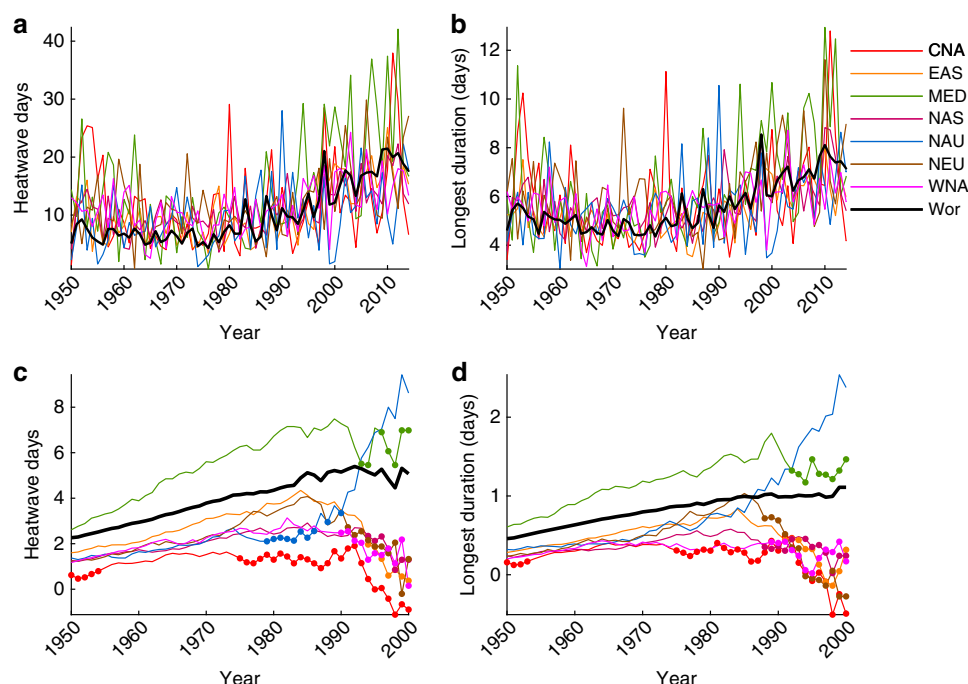 a
Heatwave days
40
30
20
10
1950
1960
1970
1980
1990
2000
2010
Year
b
Longest duration (days)
12
10
8
6
4
1950
1960
1970
1980
1990
2000
2010
Year
CNA
EAS
MED
NAS
NAU
NEU
WNA
Wor
c
Heatwave days
8
6
4
2
0
1950
1960
1970
1980
1990
2000
Year
d
Longest duration (days)
2
1
0
1950
1960
1970
1980
1990
2000
Year